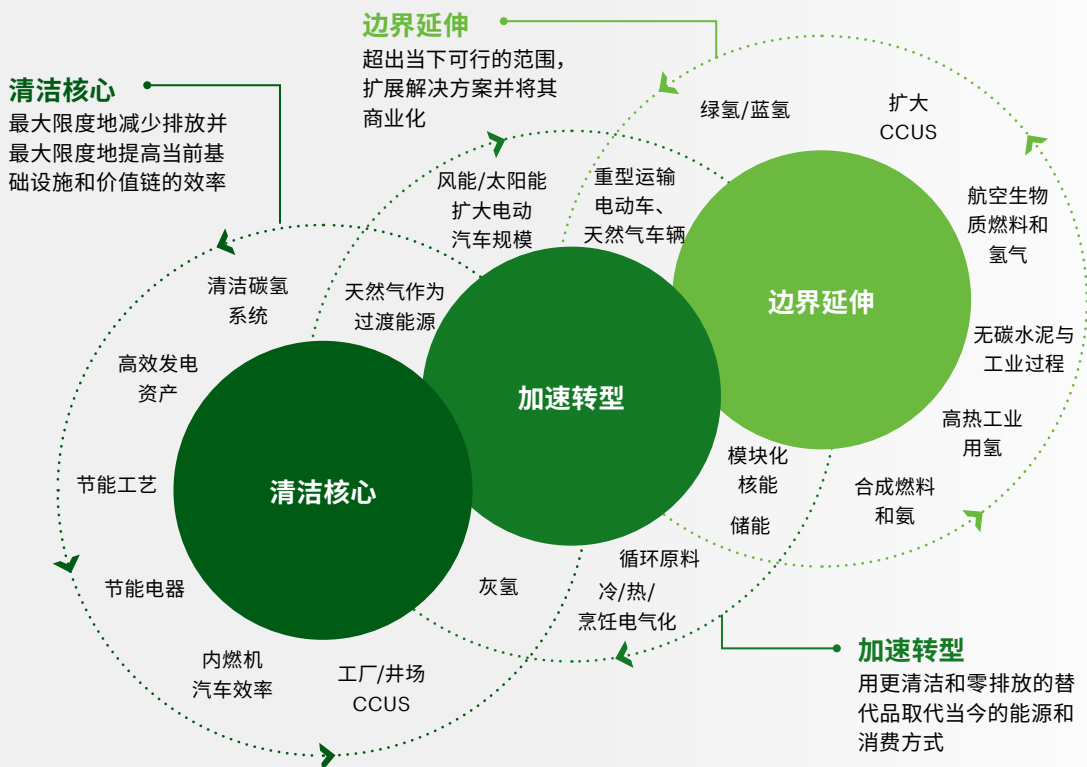 边界延伸
超出当下可行的范围，
扩展解决方案并将其
商业化
清洁核心
最大限度地减少排放并
最大限度地提高当前基
础设施和价值链的效率
绿氢/蓝氢
扩大
CCUS
风能/太阳能
扩大电动
汽车规模
重型运输
电动车、
天然气车辆
航空生物
质燃料和
氢气
清洁碳氢
系统
天然气作为
过渡能源
边界延伸
无碳水泥与
工业过程
高效发电
资产
加速转型
高热工业
用氢
节能工艺
清洁核心
模块化
核能
储能
合成燃料
和氨
节能电器
灰氢
循环原料
冷/热/
烹饪电气化
内燃机
汽车效率
工厂/井场
CCUS
加速转型
用更清洁和零排放的替
代品取代当今的能源和
消费方式